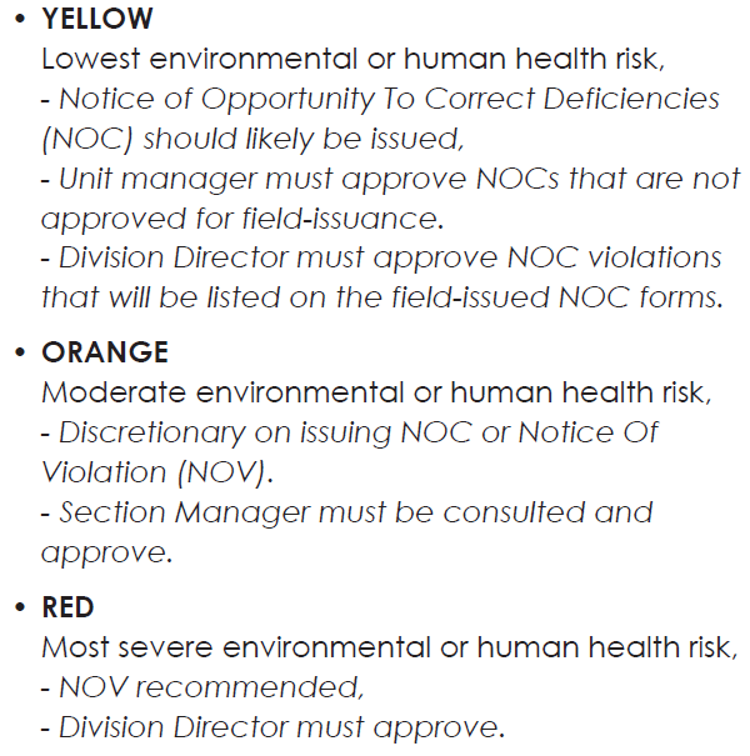 • YELLOW
Lowest environmental or human health risk,
- Notice of Opportunity To Correct Deficiencies
(NOC) should likely be issued,
- Unit manager must approve NOCs that are not
approved for field-issuance.
- Division Director must approve NOC violations
that will be listed on the field-issued NOC forms.
• ORANGE
Moderate environmental or human health risk,
- Discretionary on issuing NOC or Notice Of
Violation (NOV).
- Section Manager must be consulted and
approve.
• RED
Most severe environmental or human health risk,
- NOV recommended,
- Division Director must approve.